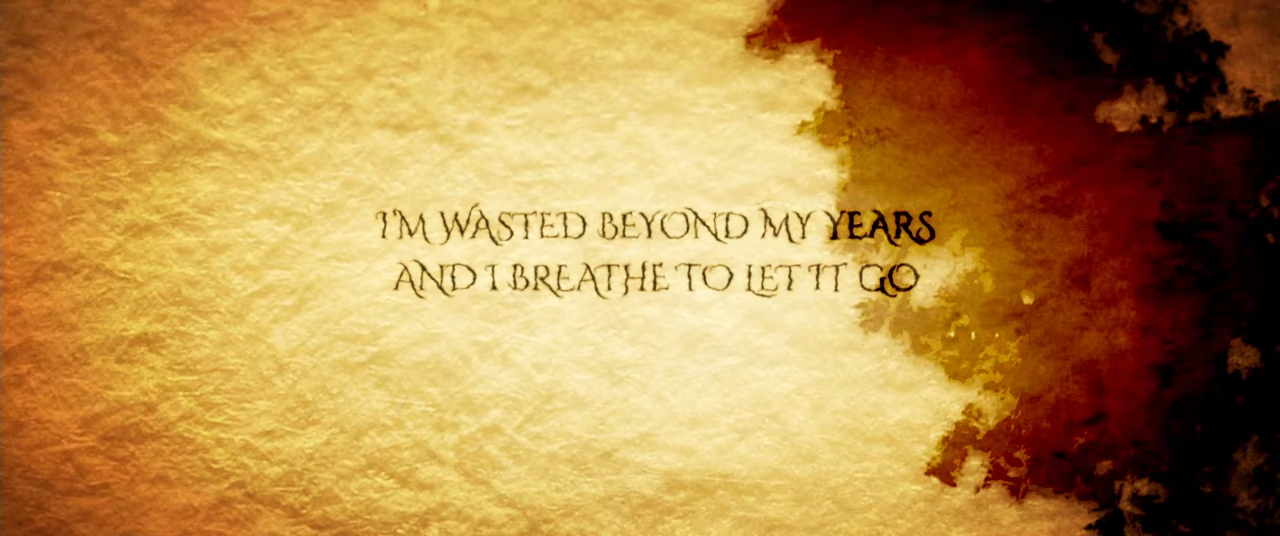 I'M WASTED BEYOND MY YEARS
AND I BREATHE TO LET IT GO